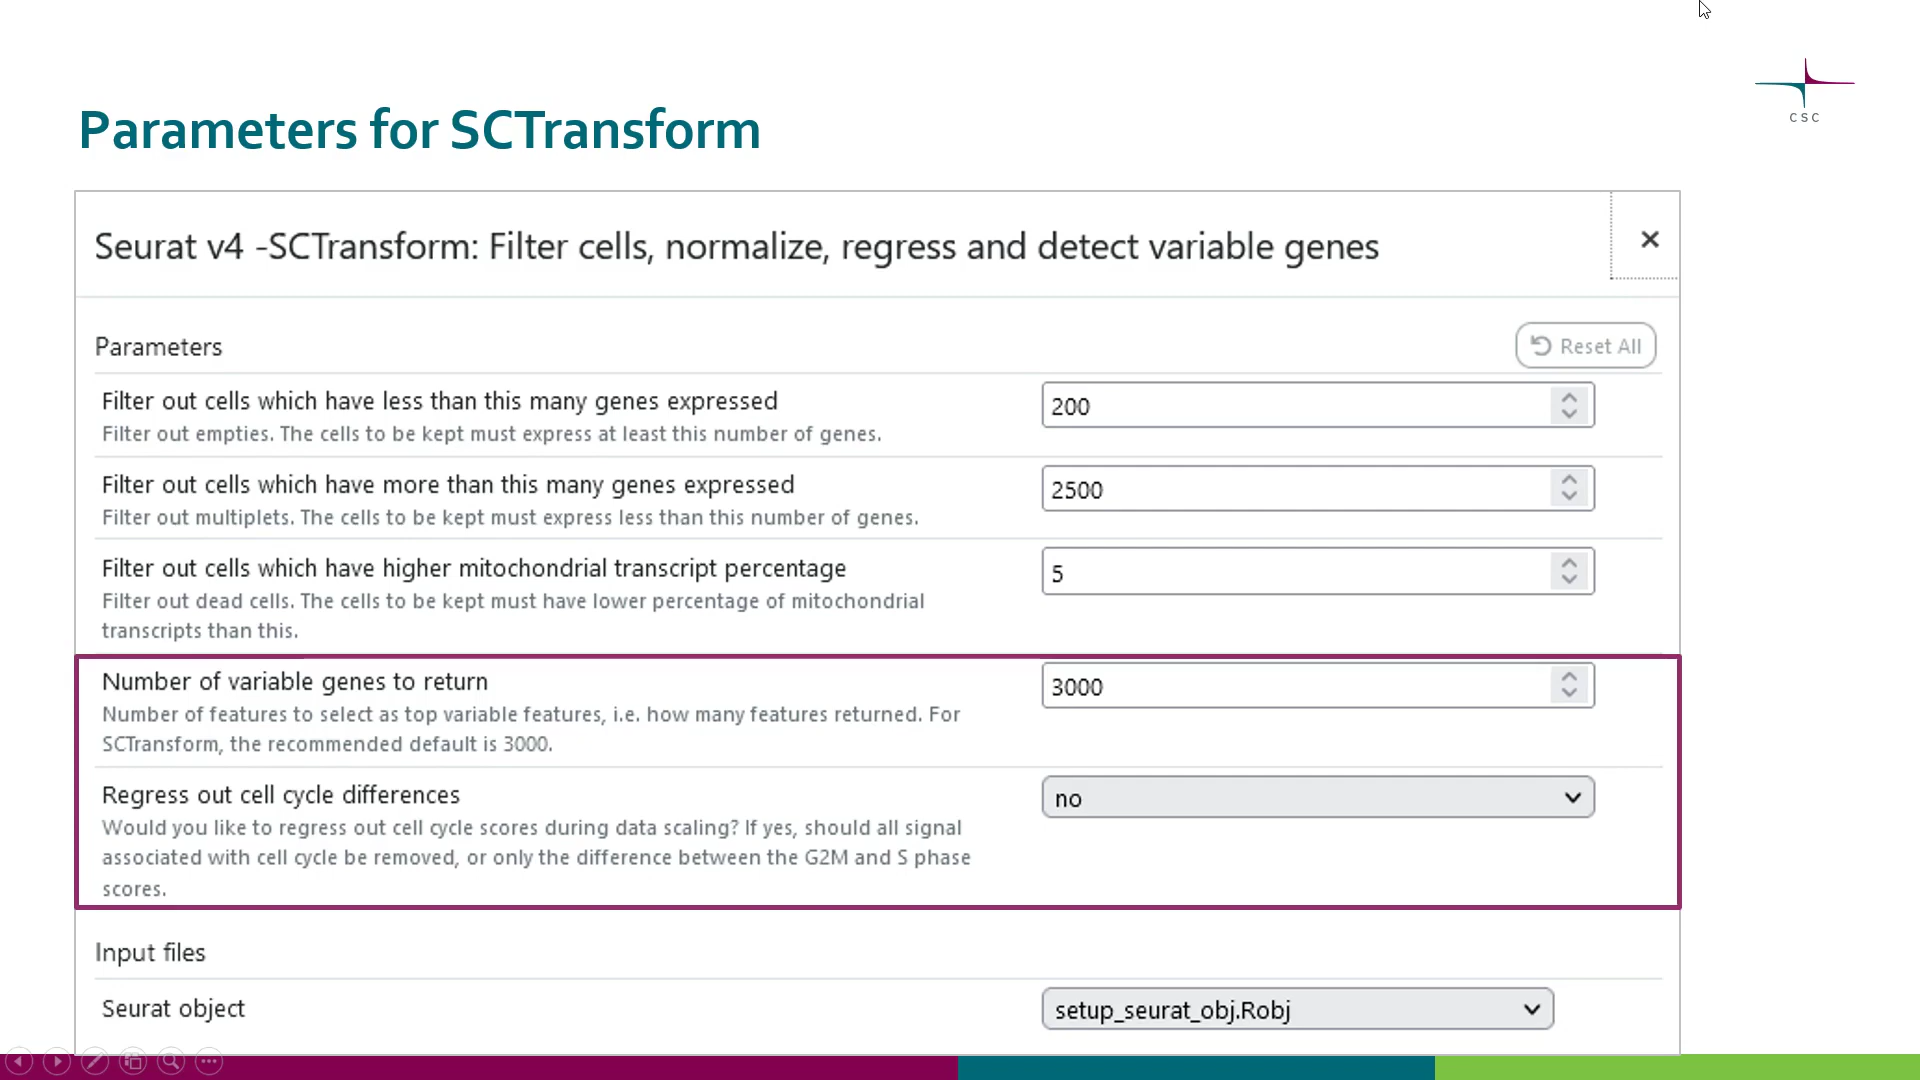 CSC
Parameters for SCTransform
Seurat v4 -SCTransform: Filter cells, normalize, regress and detect variable genes
Parameters
Reset All
Filter out cells which have less than this many genes expressed
200
Filter out empties. The cells to be kept must express at least this number of genes.
Filter out cells which have more than this many genes expressed
2500
Filter out multiplets. The cells to be kept must express less than this number of genes.
Filter out cells which have higher mitochondrial transcript percentage
5
Filter out dead cells. The cells to be kept must have lower percentage of mitochondrial
transcripts than this.
Number of variable genes to return
3000
Number of features to select as top variable features, i.e. how many features returned. For
SCTransform, the recommended default is 3000.
Regress out cell cycle differences
no
Would you like to regress out cell cycle scores during data scaling? If yes, should all signal
associated with cell cycle be removed, or only the difference between the G2M and S phase
scores.
Input files
Seurat object
setup_seurat_obj.Robj